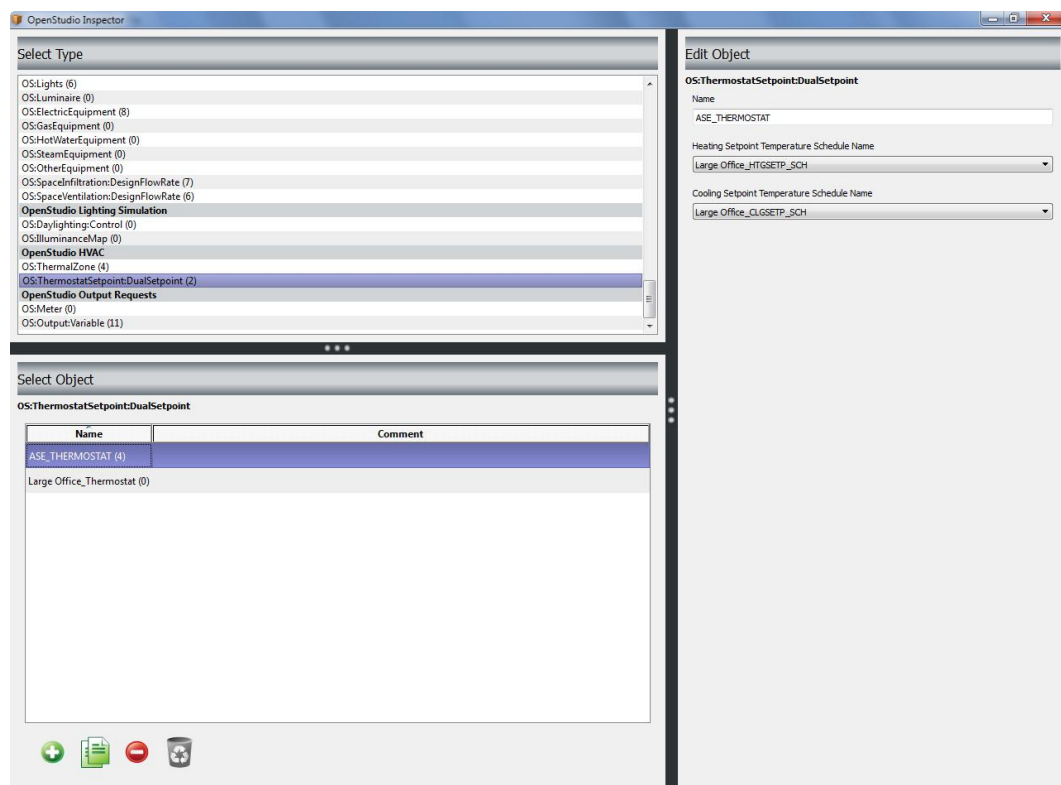 OpenStudio Inspector
Select Type
OS:Lights (6)
OS:Luminaire (0)
OS:ElectricEquipment (8)
OS:GasEquipment (0)
OS:HotWaterEquipment (0)
OS:SteamEquipment (0)
OS:OtherEquipment (0)
OS:SpaceInfiltration:DesignFlowRate (7)
OS:SpaceVentilation:DesignFlowRate (6)
OpenStudio Lighting Simulation
OS:Daylighting:Control (0)
OS:IlluminanceMap (0)
OpenStudio HVAC
OS:ThermalZone (4)
OS:ThermostatSetpoint:DualSetpoint (2)
OpenStudio Output Requests
OS:Meter (0)
OS:Output:Variable (11)
Select Object
OS:ThermostatSetpoint:DualSetpoint
Name Comment
ASE_THERMOSTAT (4)
Large Office_Thermostat (0)
Edit Object
OS:ThermostatSetpoint:DualSetpoint
Name
ASE_THERMOSTAT
Heating Setpoint Temperature Schedule Name
Large Office_HTGSETP_SCH
Cooling Setpoint Temperature Schedule Name
Large Office_CLGSETP_SCH